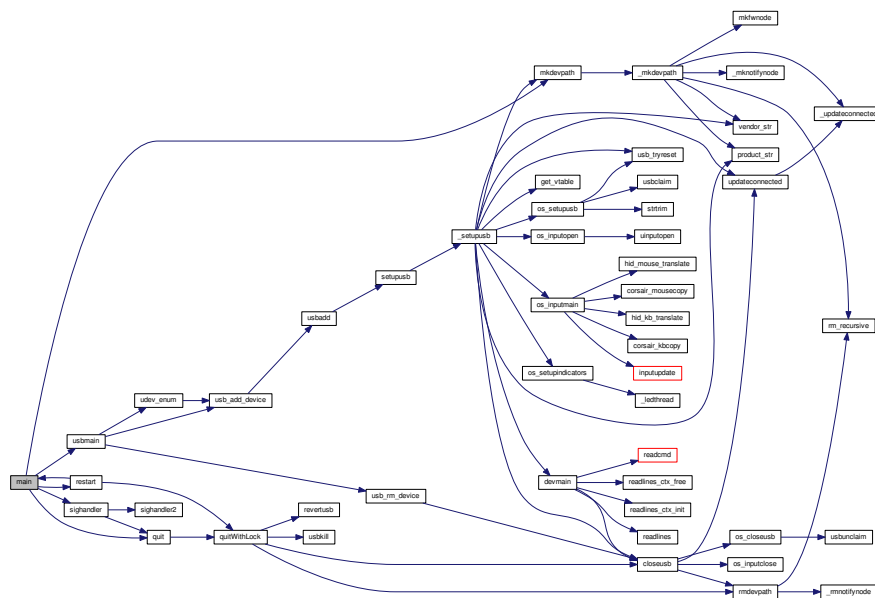 mkfwnode
mkdevpath
_mkdevpath
_mknotifynode
_updateconnected
vendor_str
usb_tryreset
product_str
get_vtable
usbclaim
updateconnected
os_setupusb
strtrim
_setupusb
os_inputopen
uinputopen
hid_mouse_translate
setupusb
corsair_mousecopy
os_inputmain
usbadd
hid_kb_translate
rm_recursive
corsair_kbcopy
os_setupindicators
inputupdate
udev_enum
usb_add_device
_ledthread
usbmain
readcmd
main
restart
devmain
readlines_ctx_free
usb_rm_device
sighandler
sighandler2
revertusb
readlines_ctx_init
quit
quitWithLock
usbkill
readlines
os_closeusb
usbunclaim
closeusb
os_inputclose
rmdevpath
_rmnotifynode